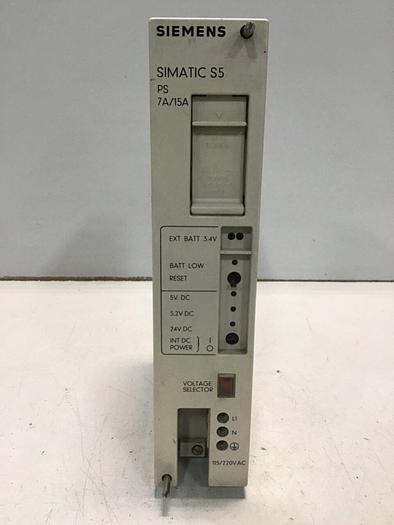 SIEMENS
SIMATIC S5
PS
7A/15A
EXT BATT 3.4V
BATT LOW
RESET
5V DC
5.2V DC
24V DC
INT DC
POWER
I
O
VOLTAGE
SELECTOR
L1
N
115/220V AC